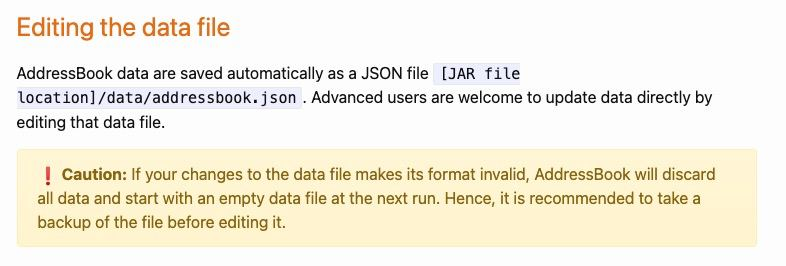 Editing the data file
AddressBook data are saved automatically as a JSON file [JAR file
location]/data/addressbook.json. Advanced users are welcome to update data directly by
editing that data file.
❗ Caution: If your changes to the data file makes its format invalid, AddressBook will discard
all data and start with an empty data file at the next run. Hence, it is recommended to take a
backup of the file before editing it.